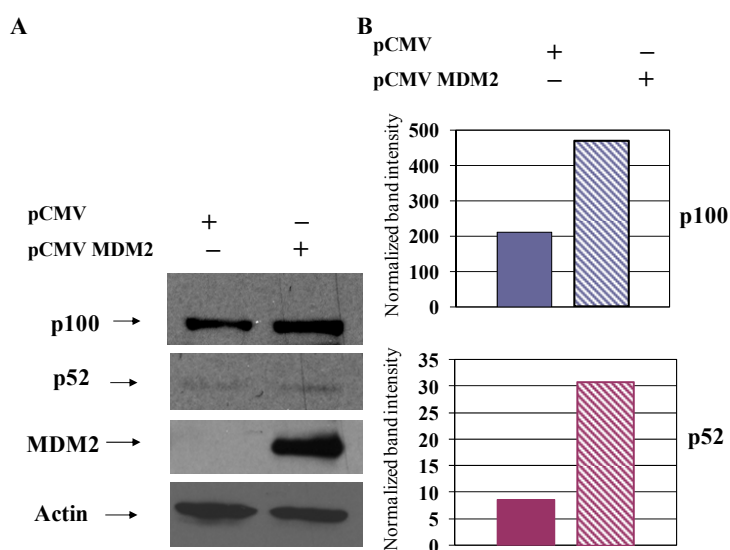 A
B
pCMV + −
pCMV MDM2 − +
Normalized band intensity
500
400
300
200
100
0
p100
pCMV + −
pCMV MDM2 − +
p100 →
p52 →
MDM2 →
Actin →
Normalized band intensity
35
30
25
20
15
10
5
0
p52